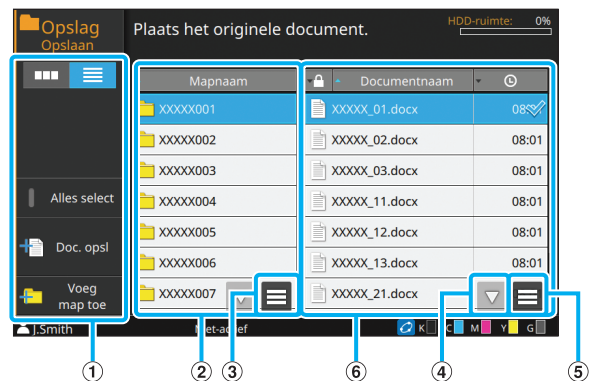 Opslag
Opslaan
Plaats het originele document.
HDD-ruimte: 0%
Mapnaam
Documentnaam
XXXXX001
XXXXX_01.docx
XXXXX002
XXXXX_02.docx 08:01
XXXXX003
XXXXX_03.docx 08:01
Alles select
XXXXX004
XXXXX_11.docx 08:01
Doc. opsl
XXXXX005
XXXXX_12.docx 08:01
XXXXX006
XXXXX_13.docx 08:01
Voeg
map toe
XXXXX007
XXXXX_21.docx
J.Smith
Niet-actief
K C M Y G
1 2 3 6 4 5